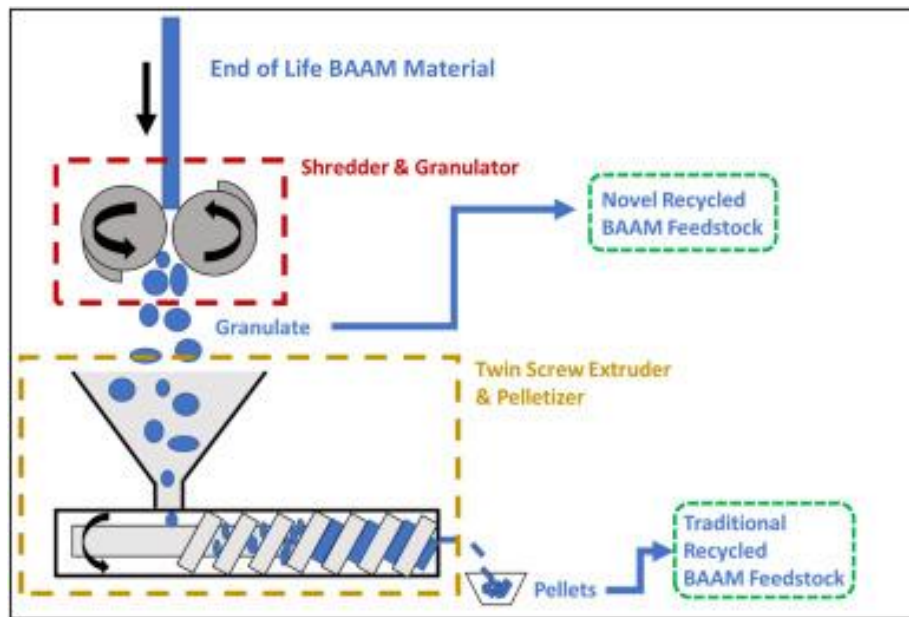 End of Life BAAM Material
Shredder & Granulator
Novel Recycled
BAAM Feedstock
Granulate
Twin Screw Extruder
& Pelletizer
Traditional
Recycled
BAAM Feedstock
Pellets